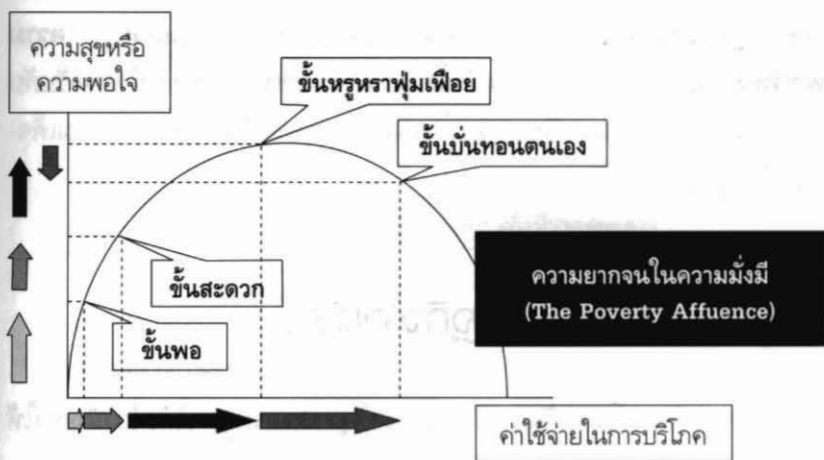 ความสุขหรือ
ความพอใจ
ขั้นหรูหราฟุ่มเฟือย
ขั้นบั่นทอนตนเอง
ขั้นสะดวก
ขั้นพอ
ความยากจนในความมั่งมี
(The Poverty Affuence)
ค่าใช้จ่ายในการบริโภค